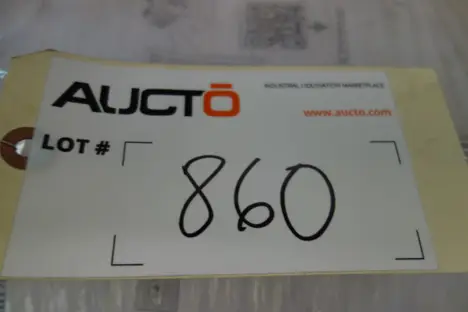 AUCTŌ
INDUSTRIAL LIQUIDATION MARKETPLACE
www.aucto.com
LOT #
860